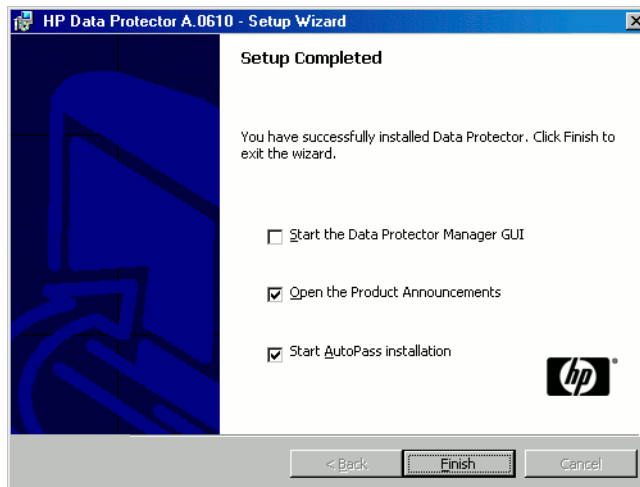 HP Data Protector A.0610 - Setup Wizard
Setup Completed
You have successfully installed Data Protector. Click Finish to
exit the wizard.
Start the Data Protector Manager GUI
Open the Product Announcements
Start AutoPass installation
hp
< Back Finish Cancel